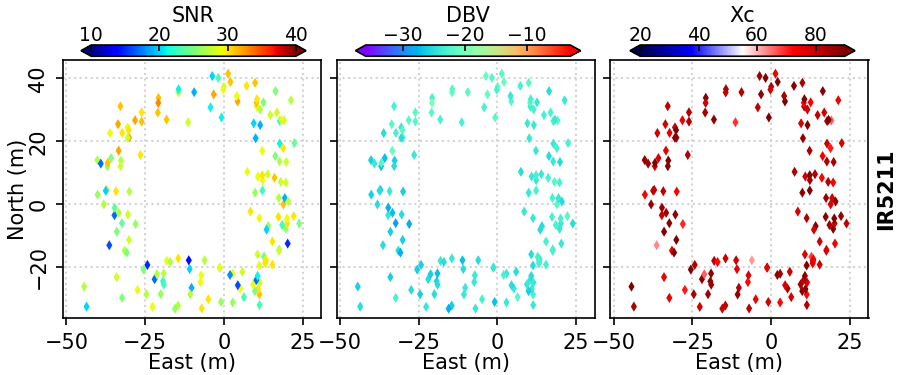 SNR DBV Xc
10 20 30 40 −30 −20 −10 20 40 60 80
North (m)
40
20
0
−20
IR5211
−50 −25 0 25 −50 −25 0 25 −50 −25 0 25
East (m) East (m) East (m)